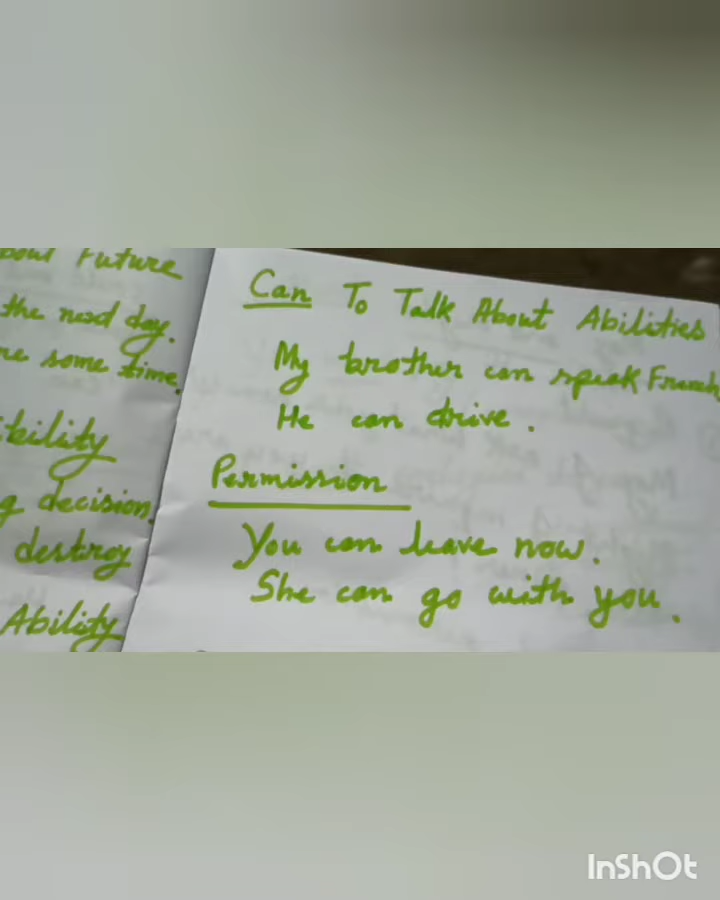 Future
the next day.
some time.
g decision.
destroy
Ability
Can To Talk About Abilities
My brother can speak French
He can drive.
Permission
You can leave now.
She can go with you.
InShOt